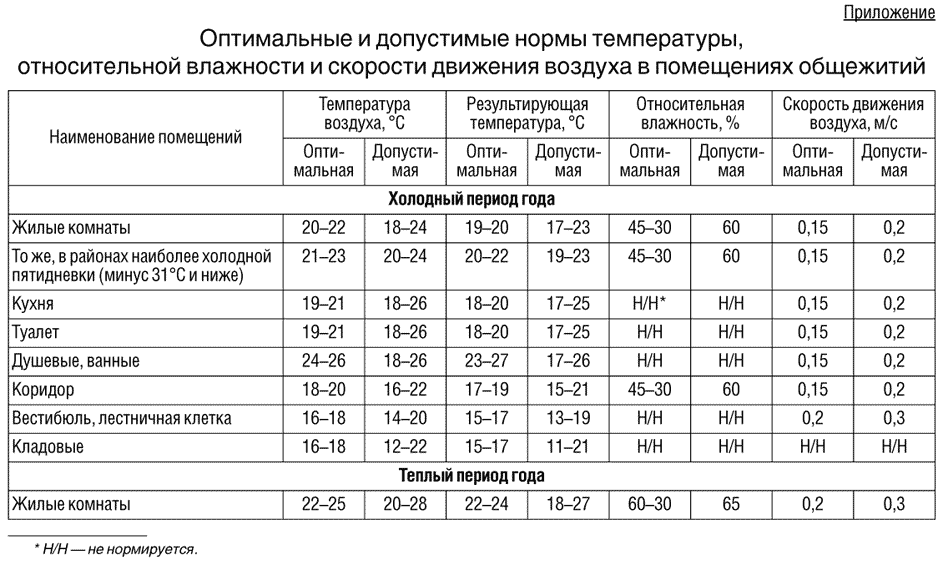 Приложение
Оптимальные и допустимые нормы температуры,
относительной влажности и скорости движения воздуха в помещениях общежитий
Наименование помещений
Температура
воздуха, °С
Результирующая
температура, °С
Относительная
влажность, %
Скорость движения
воздуха, м/с
Опти-
мальная
Допусти-
мая
Опти-
мальная
Допусти-
мая
Опти-
мальная
Допусти-
мая
Опти-
мальная
Допусти-
мая
Холодный период года
Жилые комнаты 20–22 18–24 19–20 17–23 45–30 60 0,15 0,2
То же, в районах наиболее холодной
пятидневки (минус 31°С и ниже) 21–23 20–24 20–22 19–23 45–30 60 0,15 0,2
Кухня 19–21 18–26 18–20 17–25 Н/Н* Н/Н 0,15 0,2
Туалет 19–21 18–26 18–20 17–25 Н/Н Н/Н 0,15 0,2
Душевые, ванные 24–26 18–26 23–27 17–26 Н/Н Н/Н 0,15 0,2
Коридор 18–20 16–22 17–19 15–21 45–30 60 0,15 0,2
Вестибюль, лестничная клетка 16–18 14–20 15–17 13–19 Н/Н Н/Н 0,2 0,3
Кладовые 16–18 12–22 15–17 11–21 Н/Н Н/Н Н/Н Н/Н
Теплый период года
Жилые комнаты 22–25 20–28 22–24 18–27 60–30 65 0,2 0,3
* Н/Н — не нормируется.